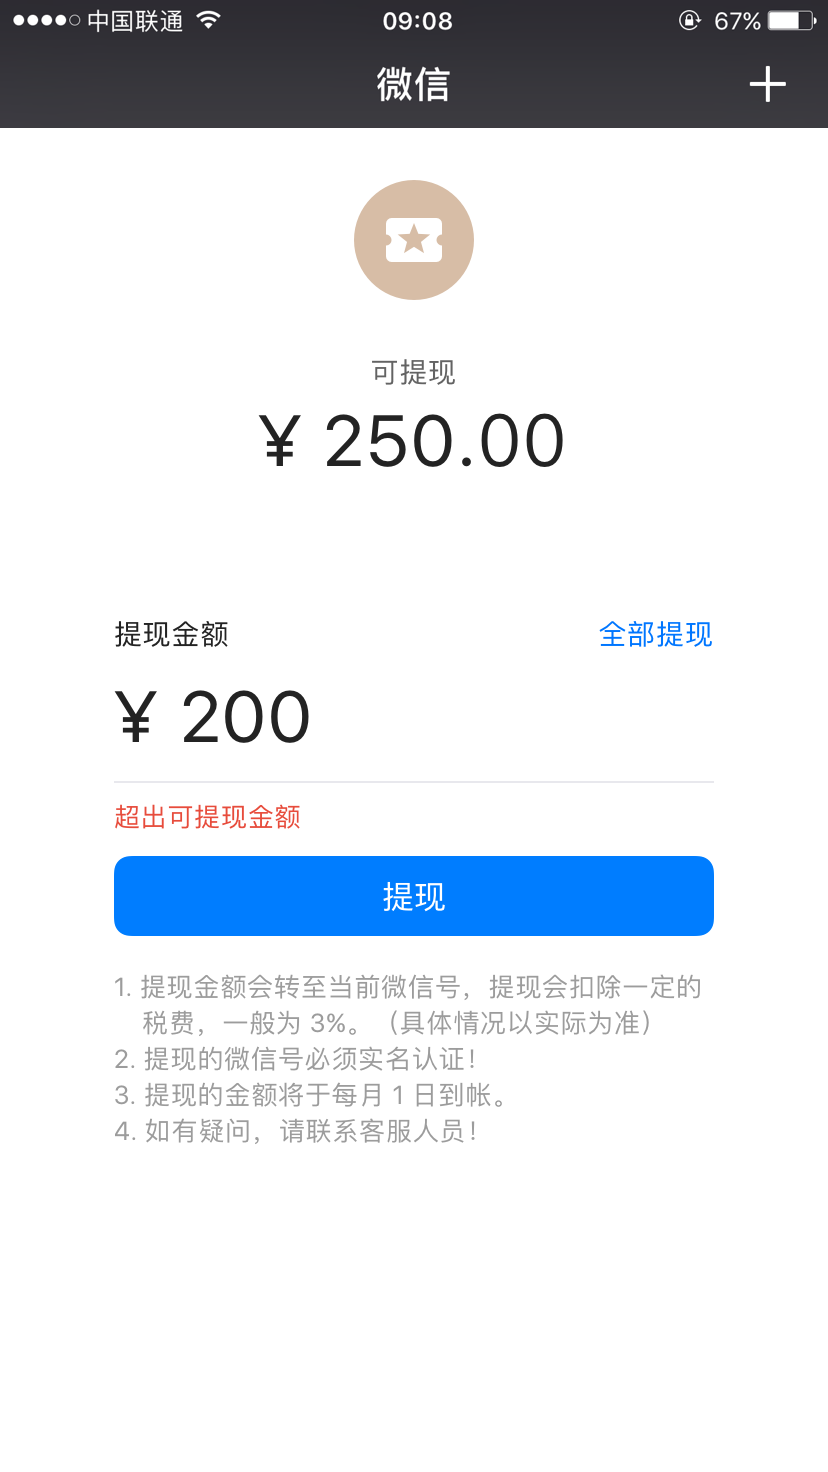 中国联通 09:08 67%
微信
可提现
¥ 250.00
提现金额 全部提现
¥ 200
超出可提现金额
提现
1. 提现金额会转至当前微信号，提现会扣除一定的
税费，一般为 3%。（具体情况以实际为准）
2. 提现的微信号必须实名认证！
3. 提现的金额将于每月 1 日到帐。
4. 如有疑问，请联系客服人员！